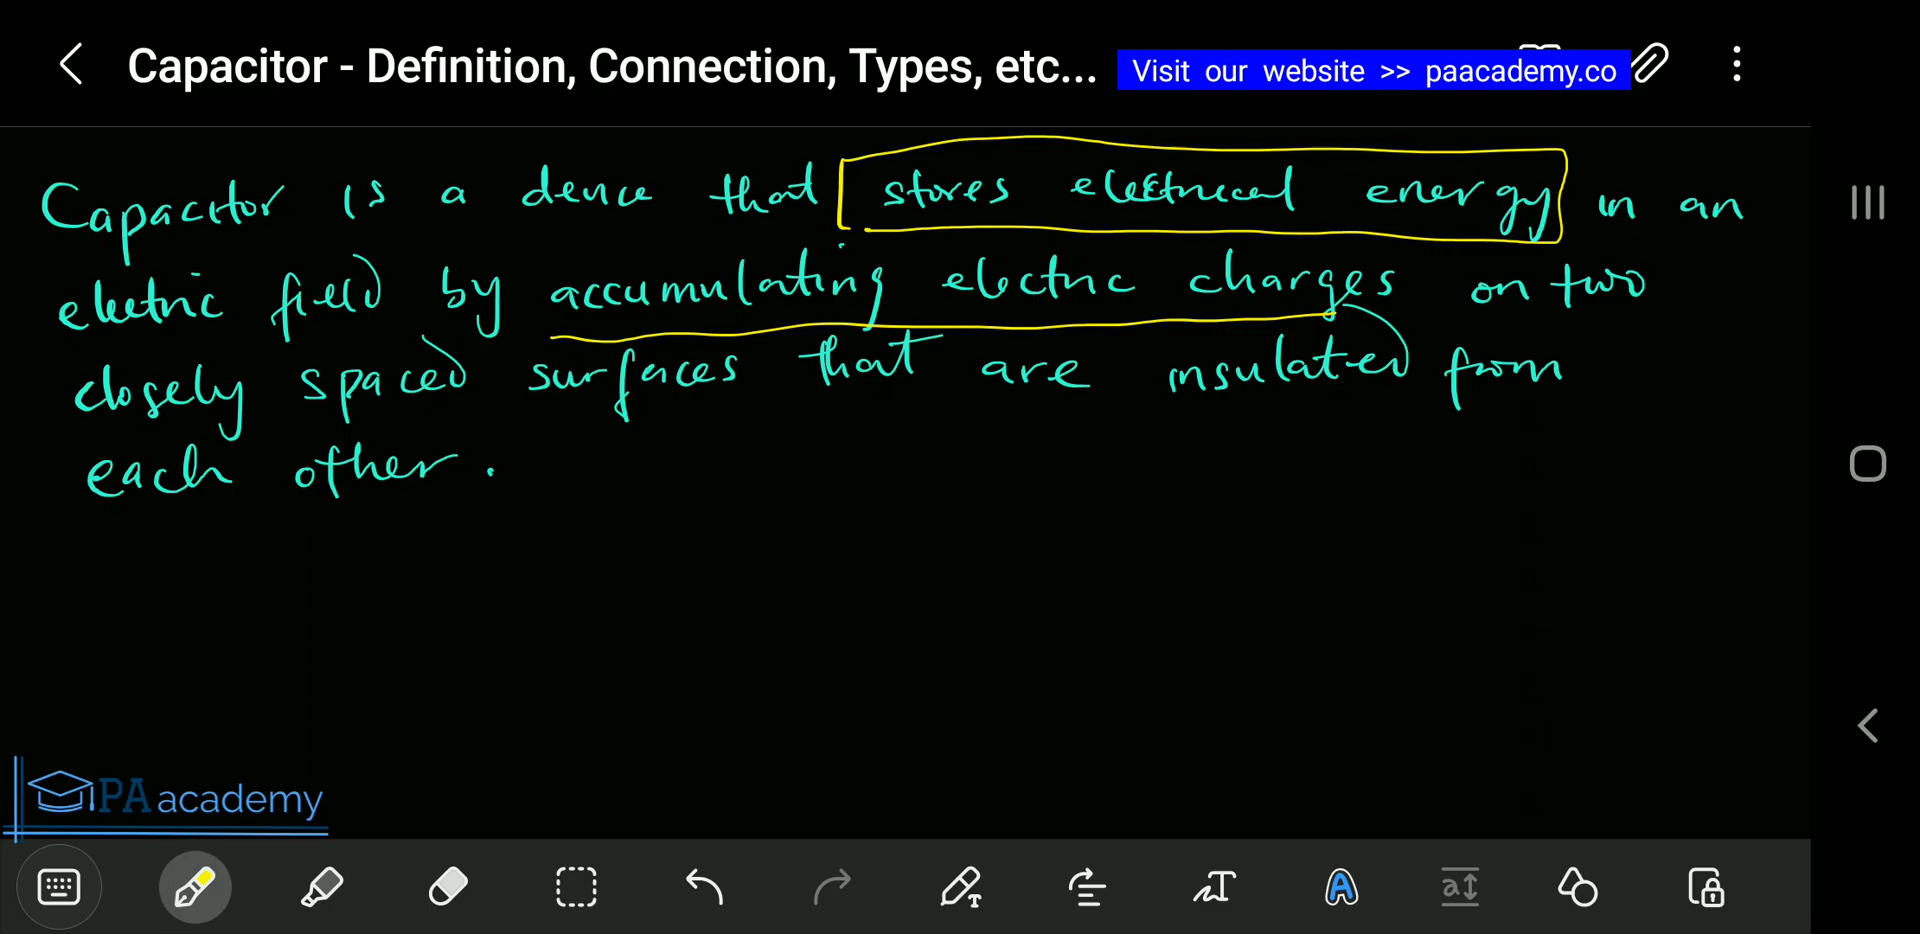 Capacitor - Definition, Connection, Types, etc...
Visit our website >> paacademy.co
Capacitor is a device that stores electrical energy in an
electric field by accumulating electric charges on two
closely spaced surfaces that are insulated from
each other.
PA academy